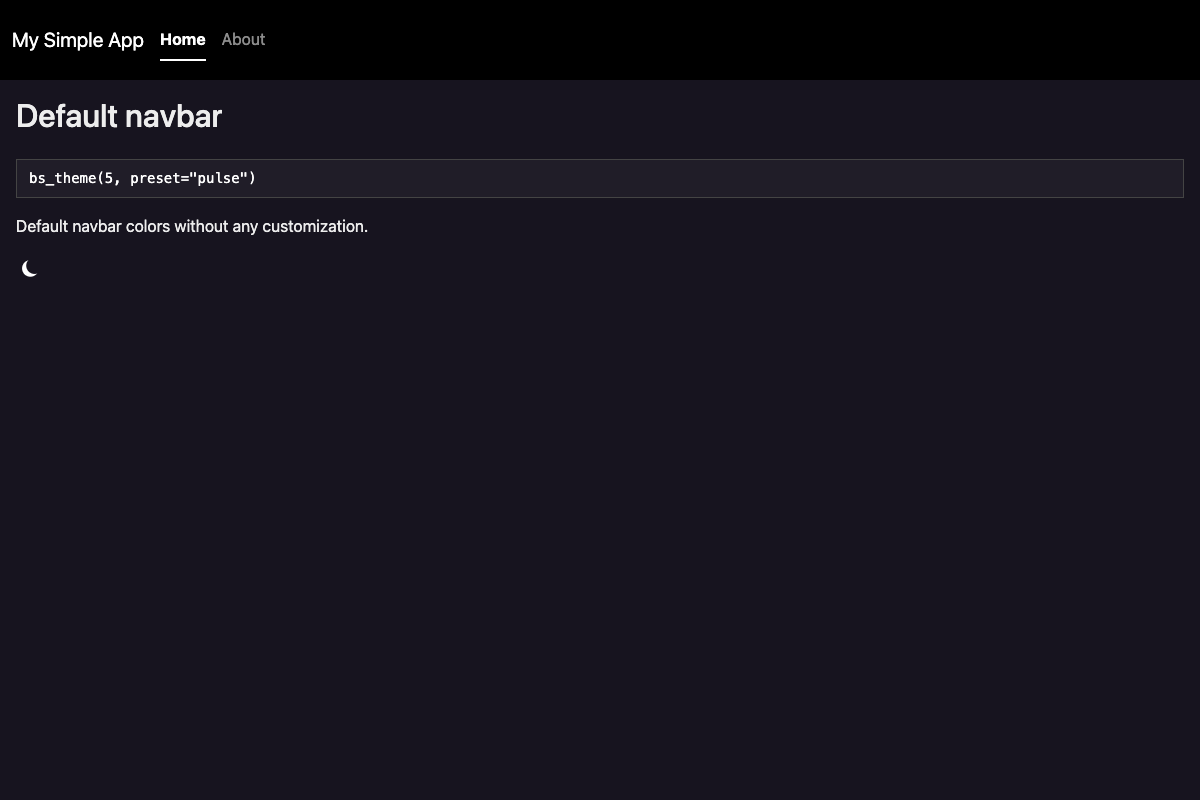 My Simple App Home About
Default navbar
bs_theme(5, preset="pulse")
Default navbar colors without any customization.